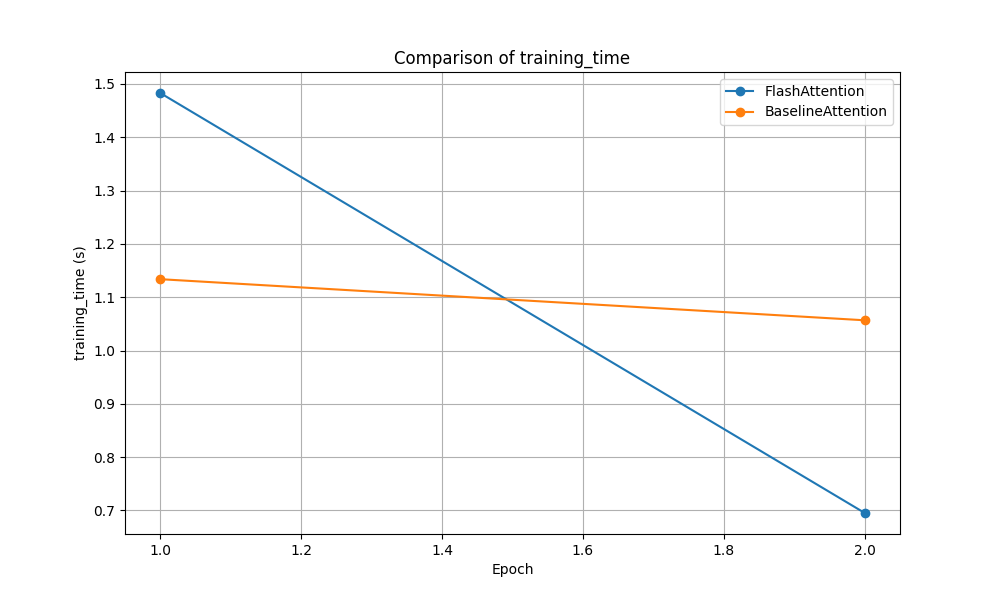 Comparison of training_time
FlashAttention
BaselineAttention
training_time (s)
1.5
1.4
1.3
1.2
1.1
1.0
0.9
0.8
0.7
1.0 1.2 1.4 1.6 1.8 2.0
Epoch